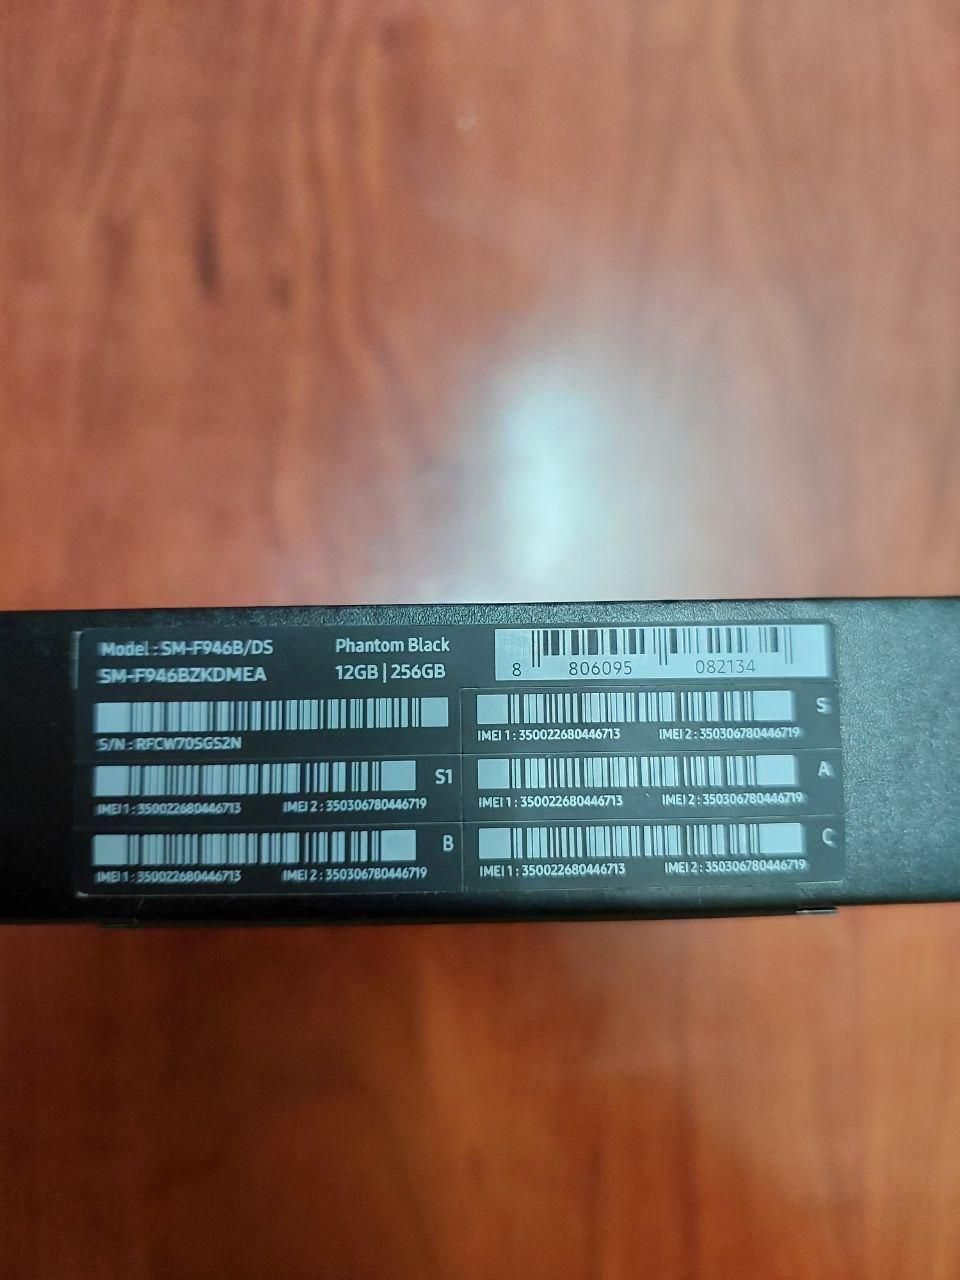 Model : SM-F946B/DS
SM-F946BZKDMEA
Phantom Black
12GB | 256GB
8 806095 082134
S/N : RFCW70SGS2N
S
IMEI 1 : 350022680446713 IMEI 2 : 350306780446719
S1
IMEI 1 : 350022680446713 IMEI 2 : 350306780446719
A
IMEI 1 : 350022680446713 IMEI 2 : 350306780446719
B
IMEI 1 : 350022680446713 IMEI 2 : 350306780446719
C
IMEI 1 : 350022680446713 IMEI 2 : 350306780446719